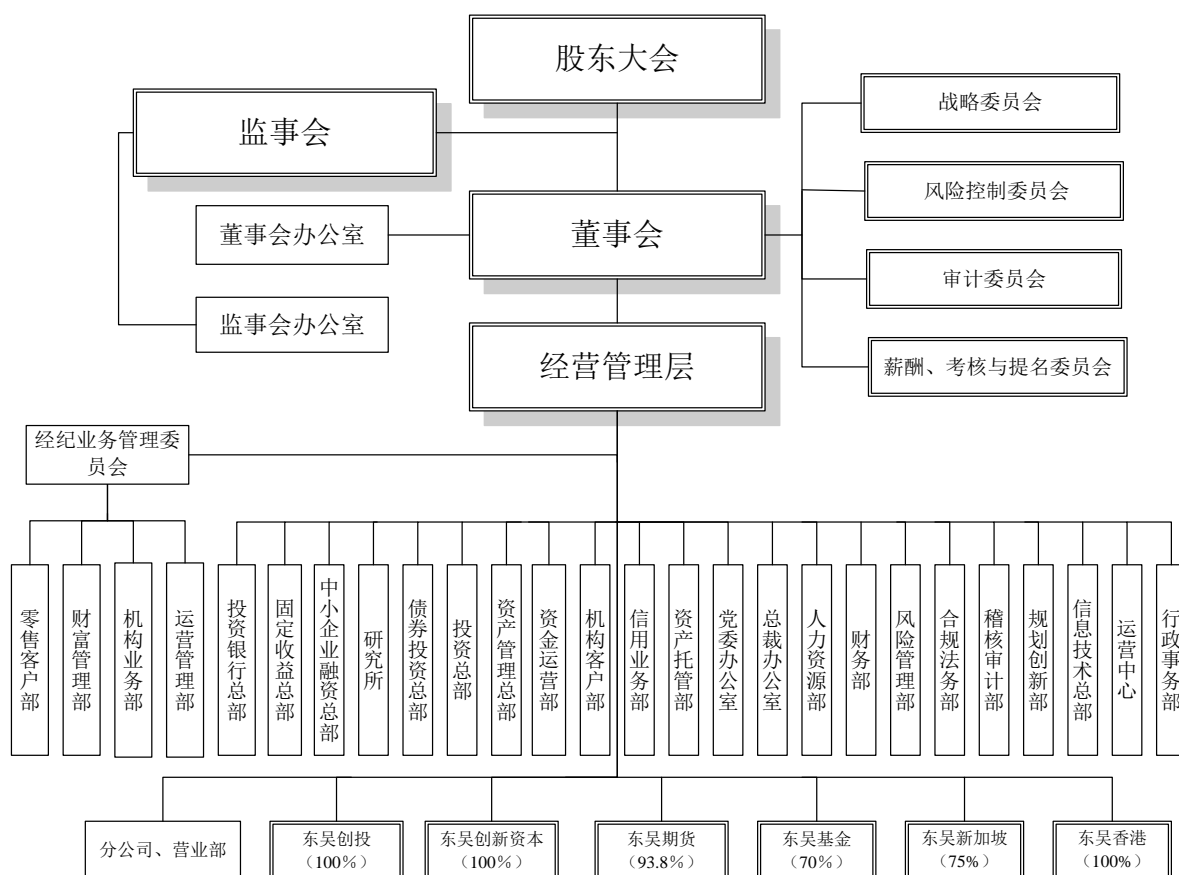 股东大会
监事会
战略委员会
风险控制委员会
董事会办公室
董事会
审计委员会
监事会办公室
经营管理层
薪酬、考核与提名委员会
经纪业务管理委
员会
零售客户部
财富管理部
机构业务部
运营管理部
投资银行总部
固定收益总部
中小企业融资总部
研究所
债券投资总部
投资总部
资产管理总部
资金运营部
机构客户部
信用业务部
资产托管部
党委办公室
总裁办公室
人力资源部
财务部
风险管理部
合规法务部
稽核审计部
规划创新部
信息技术总部
运营中心
行政事务部
分公司、营业部
东吴创投
（100%）
东吴创新资本
（100%）
东吴期货
（93.8%）
东吴基金
（70%）
东吴新加坡
（75%）
东吴香港
（100%）